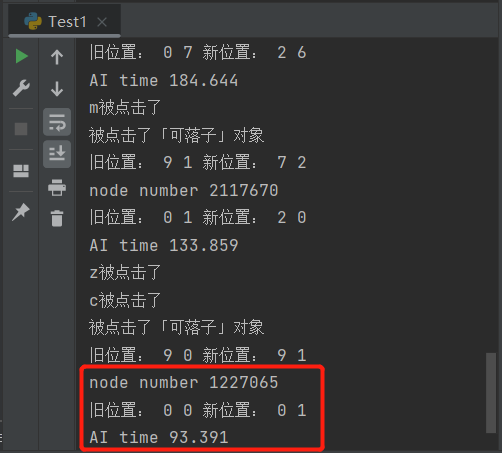 Test1
旧位置： 0 7 新位置： 2 6
AI time 184.644
m被点击了
被点击了「可落子」对象
旧位置： 9 1 新位置： 7 2
node number 2117670
旧位置： 0 1 新位置： 2 0
AI time 133.859
z被点击了
c被点击了
被点击了「可落子」对象
旧位置： 9 0 新位置： 9 1
node number 1227065
旧位置： 0 0 新位置： 0 1
AI time 93.391